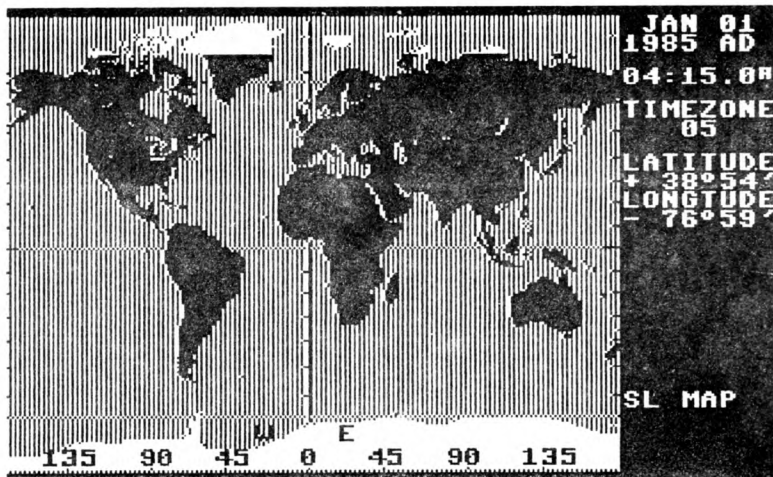 JAN 01
1985 AD
04:15.0A
TIMEZONE
05
LATITUDE
+ 38°54'
LONGTUDE
- 76°59'
SL MAP
W E
135 90 45 0 45 90 135